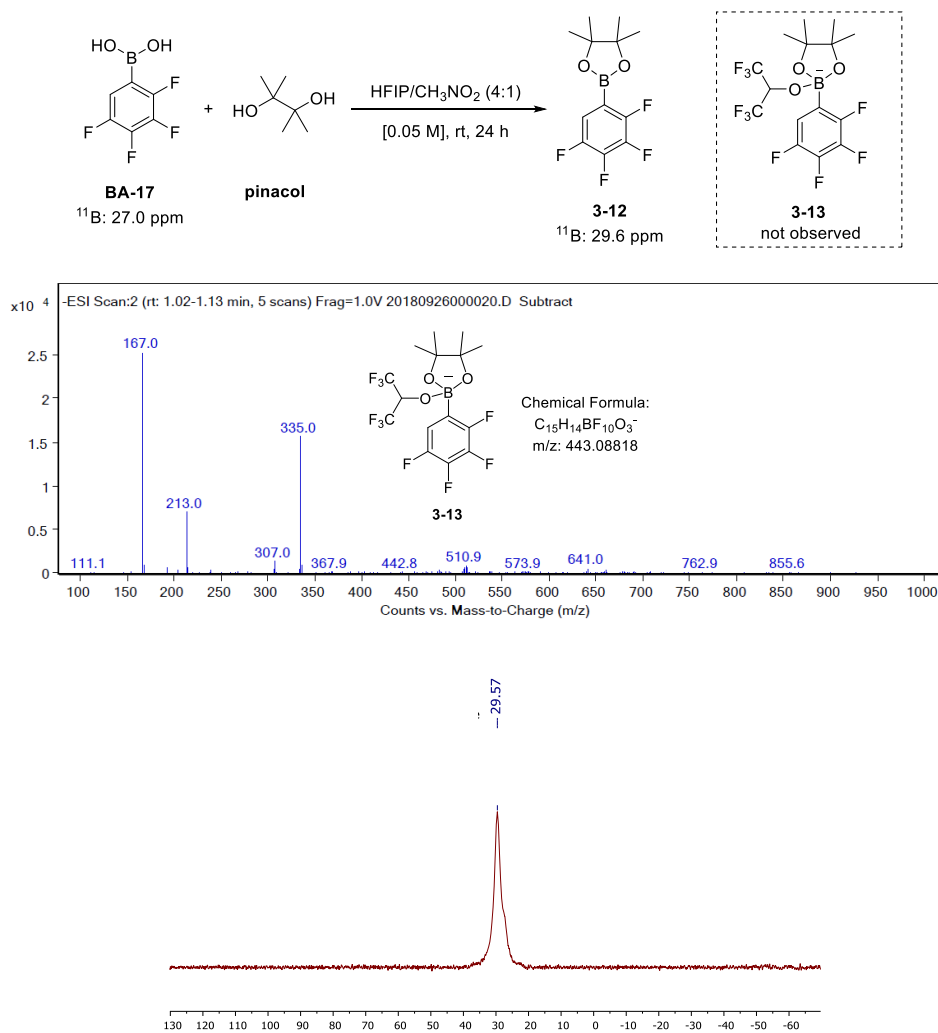 HO OH
B
F
F F
F
BA-17
¹¹B: 27.0 ppm
+
HO OH
pinacol
HFIP/CH₃NO₂ (4:1)
[0.05 M], rt, 24 h
O O
B
F
F F
F
3-12
¹¹B: 29.6 ppm
F₃C O – O
O B
F₃C
F
F F
F
3-13
not observed
x10 4
-ESI Scan:2 (rt: 1.02-1.13 min, 5 scans) Frag=1.0V 20180926000020.D Subtract
2.5
2
1.5
1
0.5
0
167.0
335.0
213.0
307.0
111.1 367.9 442.8 510.9 573.9 641.0 762.9 855.6
F₃C O – O
O B
F₃C
F
F F
F
3-13
Chemical Formula:
C₁₅H₁₄BF₁₀O₃⁻
m/z: 443.08818
100 150 200 250 300 350 400 450 500 550 600 650 700 750 800 850 900 950 1000
Counts vs. Mass-to-Charge (m/z)
29.57
130 120 110 100 90 80 70 60 50 40 30 20 10 0 -10 -20 -30 -40 -50 -60